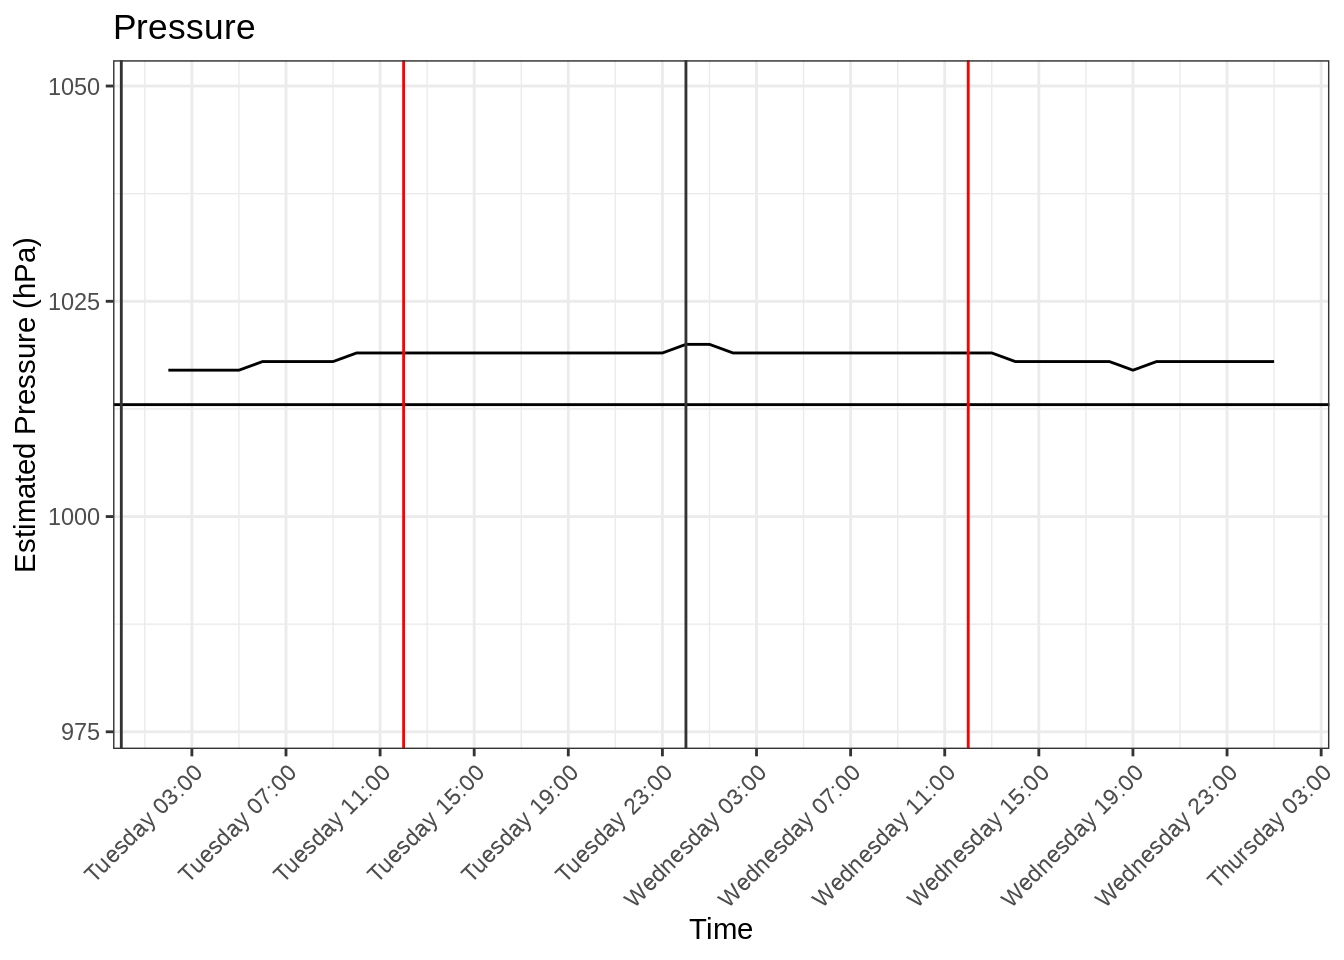 Pressure
Estimated Pressure (hPa)
1050
1025
1000
975
Tuesday 03:00
Tuesday 07:00
Tuesday 11:00
Tuesday 15:00
Tuesday 19:00
Tuesday 23:00
Wednesday 03:00
Wednesday 07:00
Wednesday 11:00
Wednesday 15:00
Wednesday 19:00
Wednesday 23:00
Thursday 03:00
Time